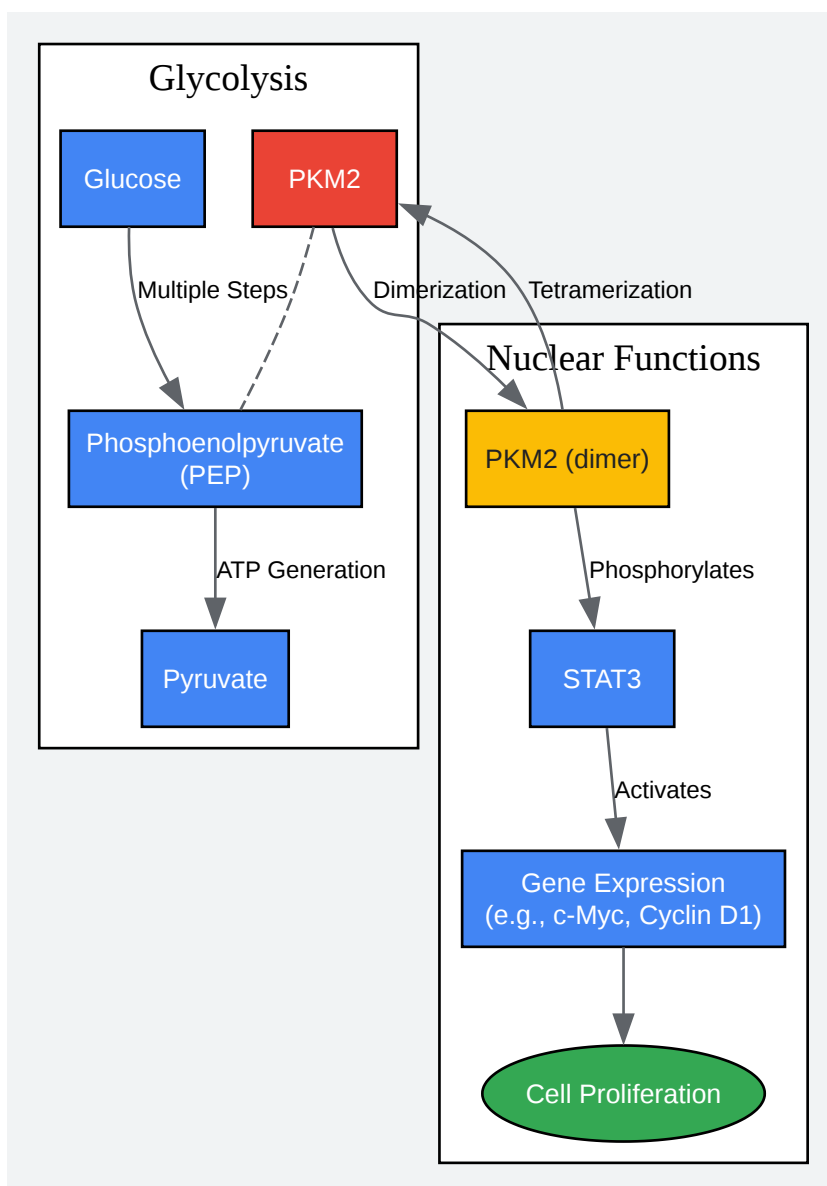 Glycolysis
Glucose
PKM2
Multiple Steps
Dimerization
Tetramerization
Nuclear Functions
Phosphoenolpyruvate
(PEP)
PKM2 (dimer)
ATP Generation
Phosphorylates
Pyruvate
STAT3
Activates
Gene Expression
(e.g., c-Myc, Cyclin D1)
Cell Proliferation